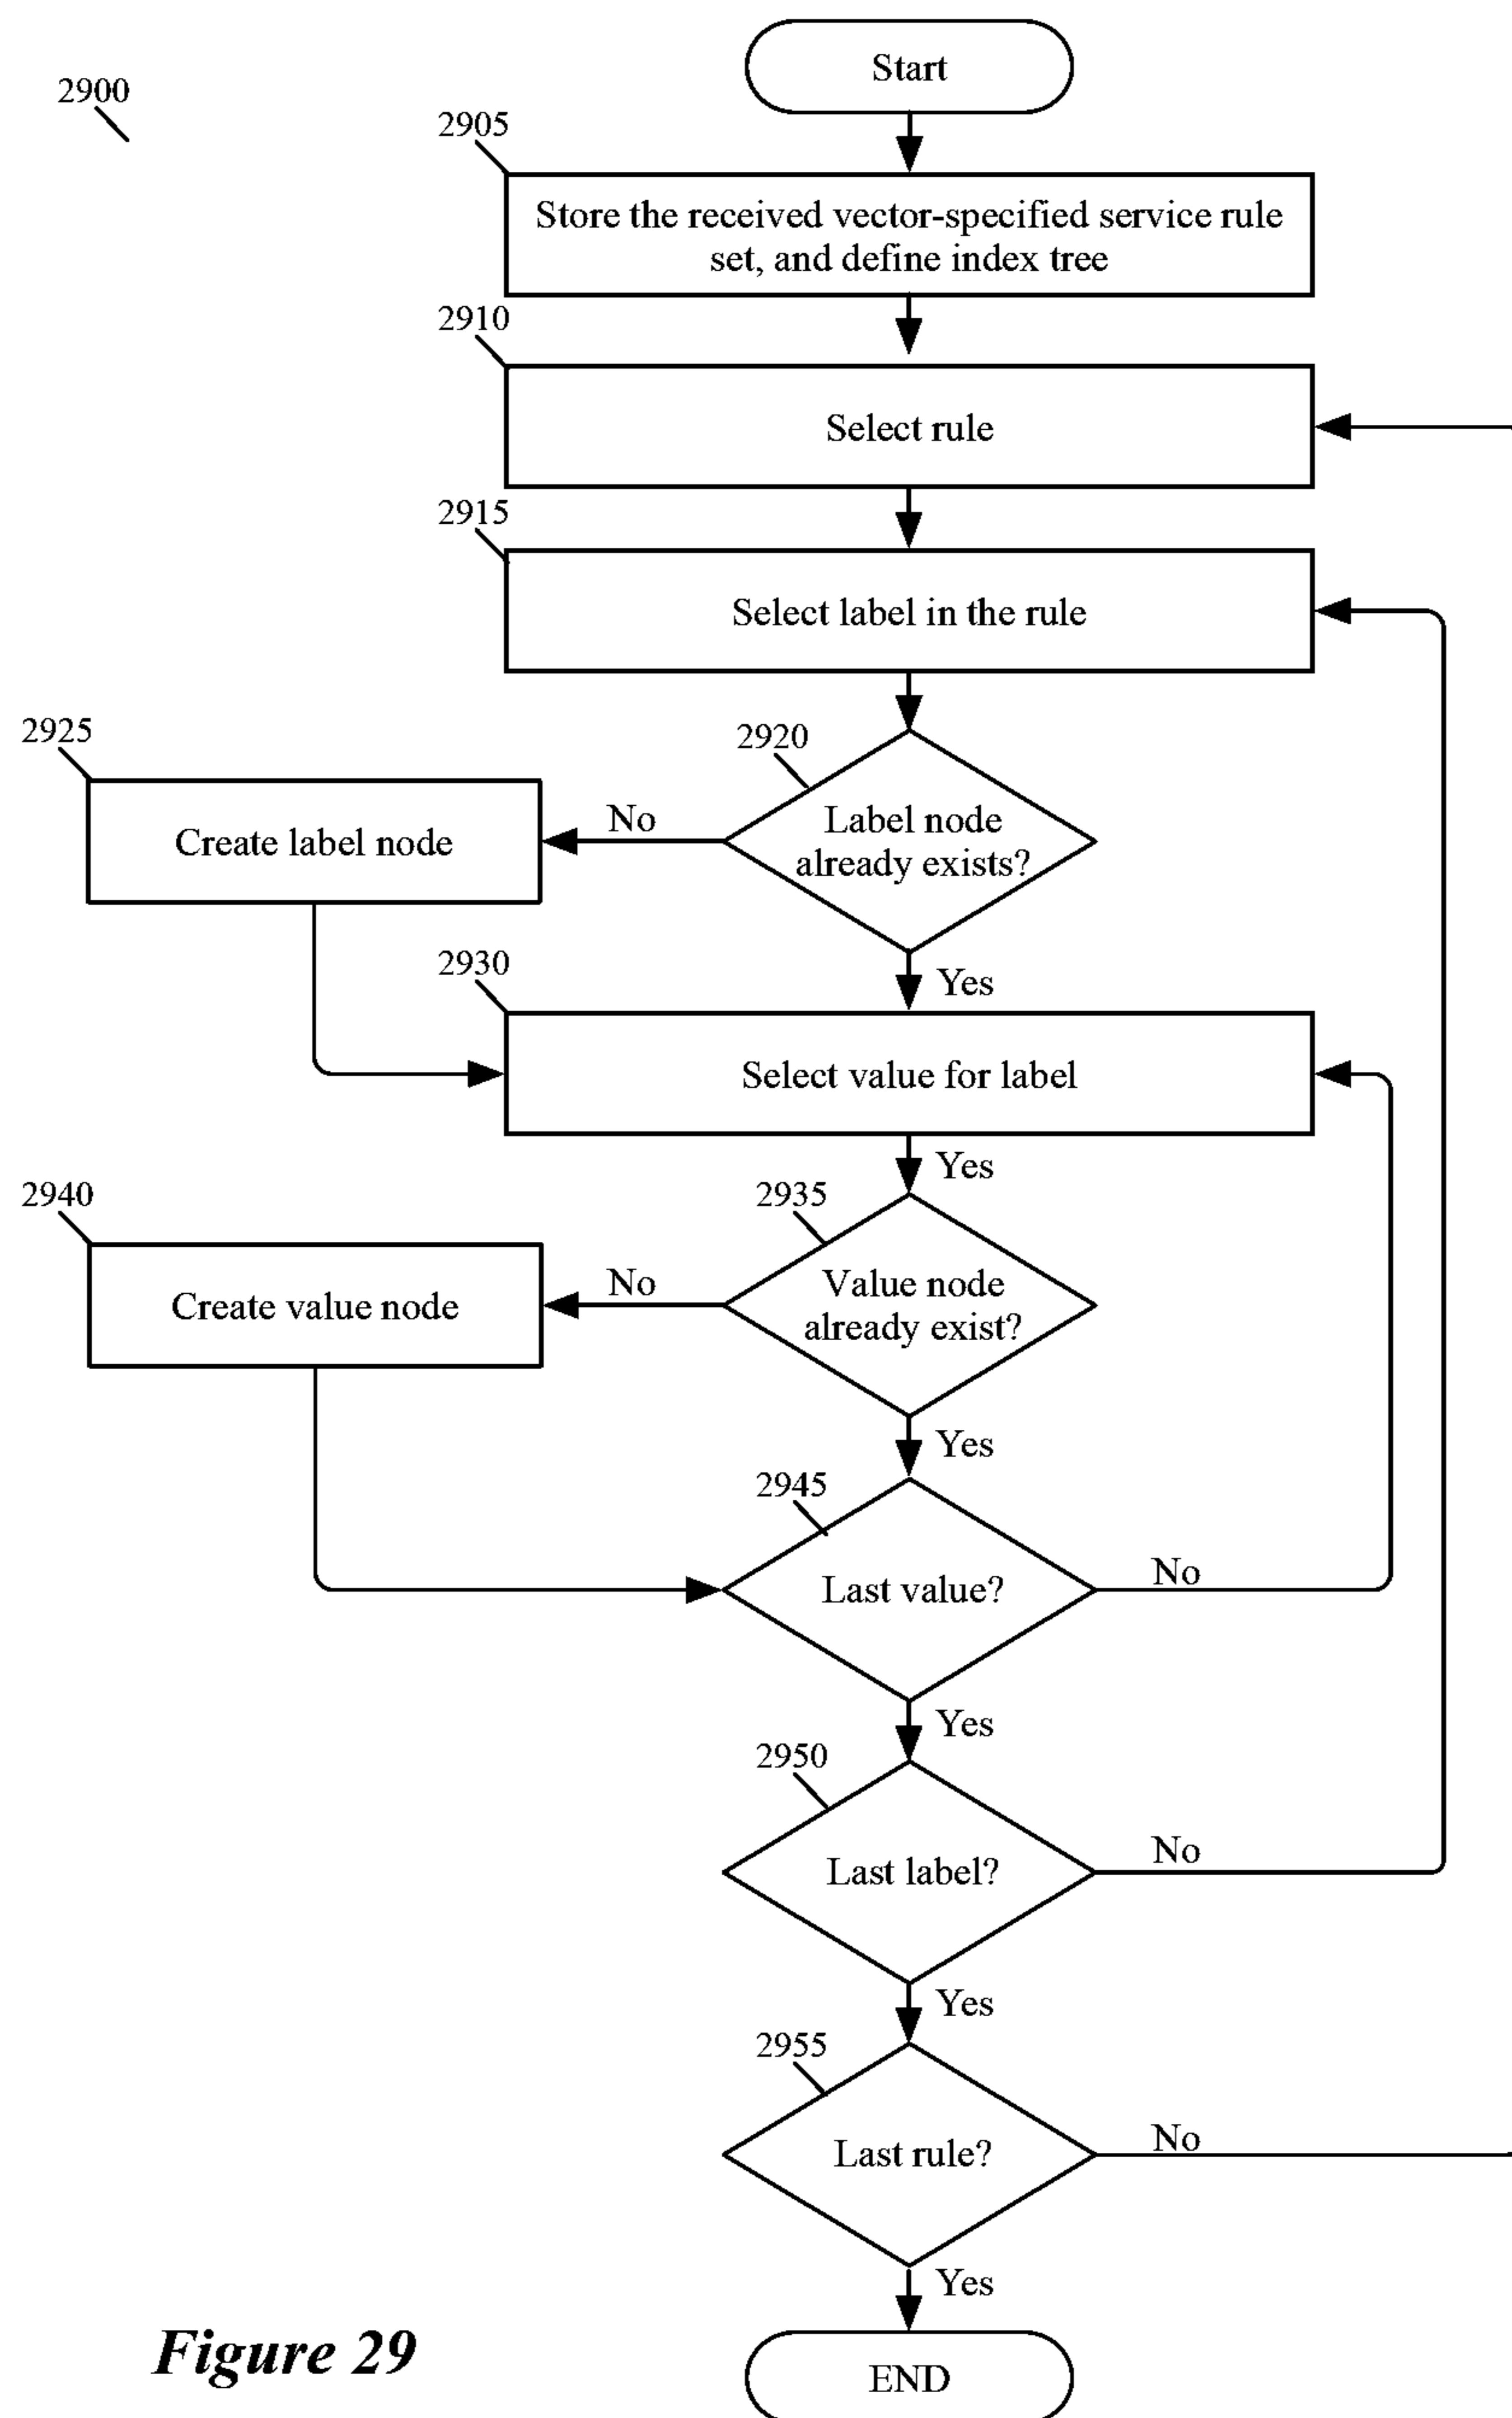 Start
2900
2905
Store the received vector-specified service rule
set, and define index tree
2910
Select rule
2915
Select label in the rule
2925
2920
Create label node
No
Label node
already exists?
2930
Yes
Select value for label
Yes
2940
2935
Create value node
No
Value node
already exist?
Yes
2945
Last value?
No
Yes
2950
Last label?
No
Yes
2955
Last rule?
No
Yes
Figure 29
END